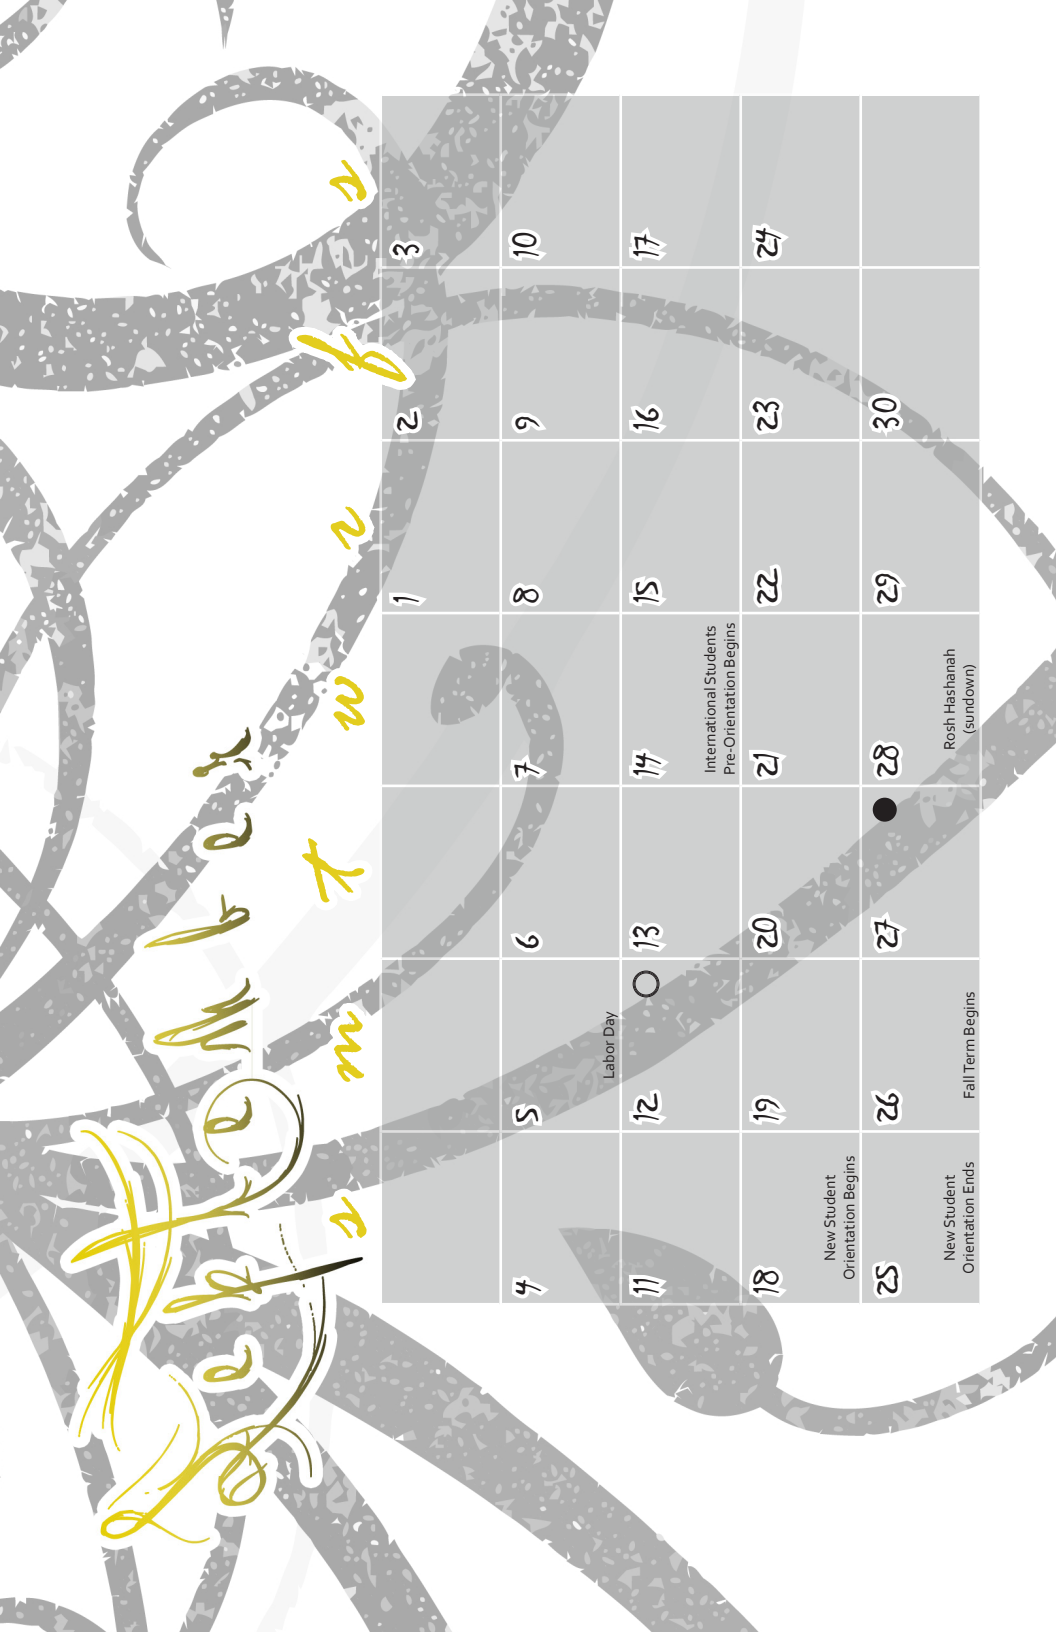 September
s m t w r f s
1 2 3
4 5 6 7 8 9 10
Labor Day
11 12 13 14 15 16 17
International Students
Pre-Orientation Begins
18 19 20 21 22 23 24
New Student
Orientation Begins
25 26 27 28 29 30
New Student
Orientation Ends
Fall Term Begins
Rosh Hashanah
(sundown)